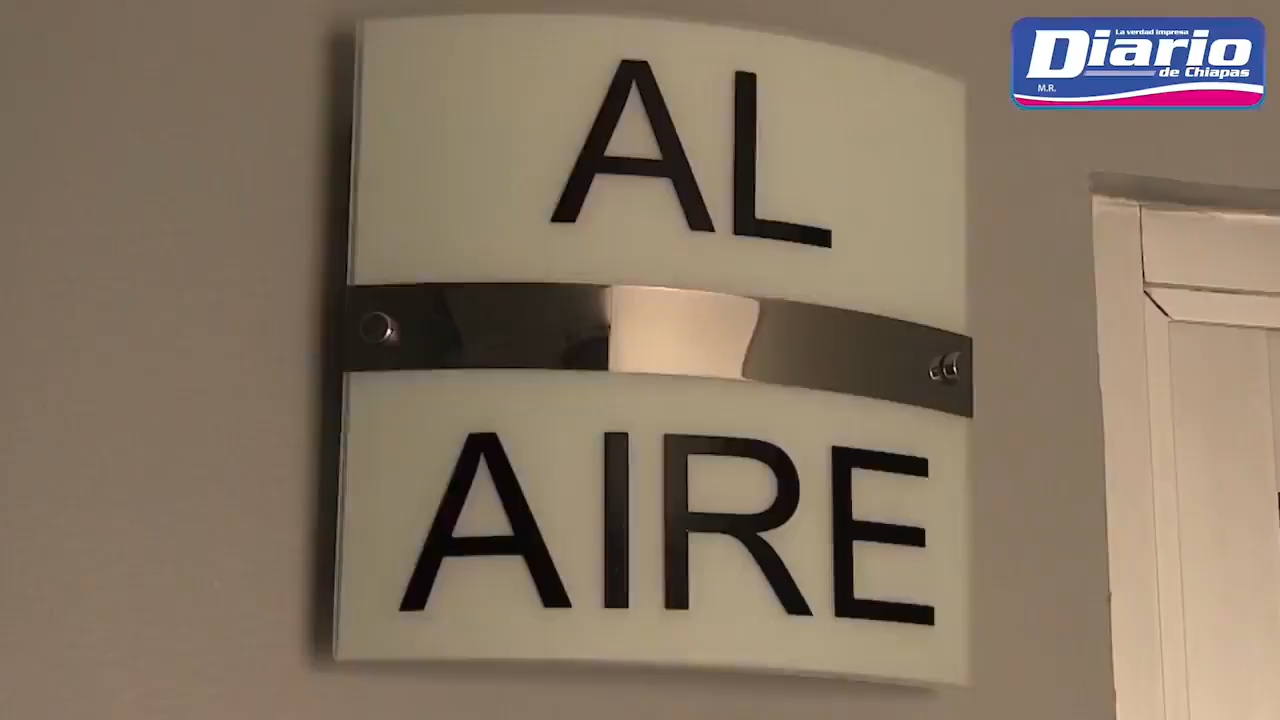 AL
AIRE
La verdad impresa
Diario
de Chiapas
M.R.